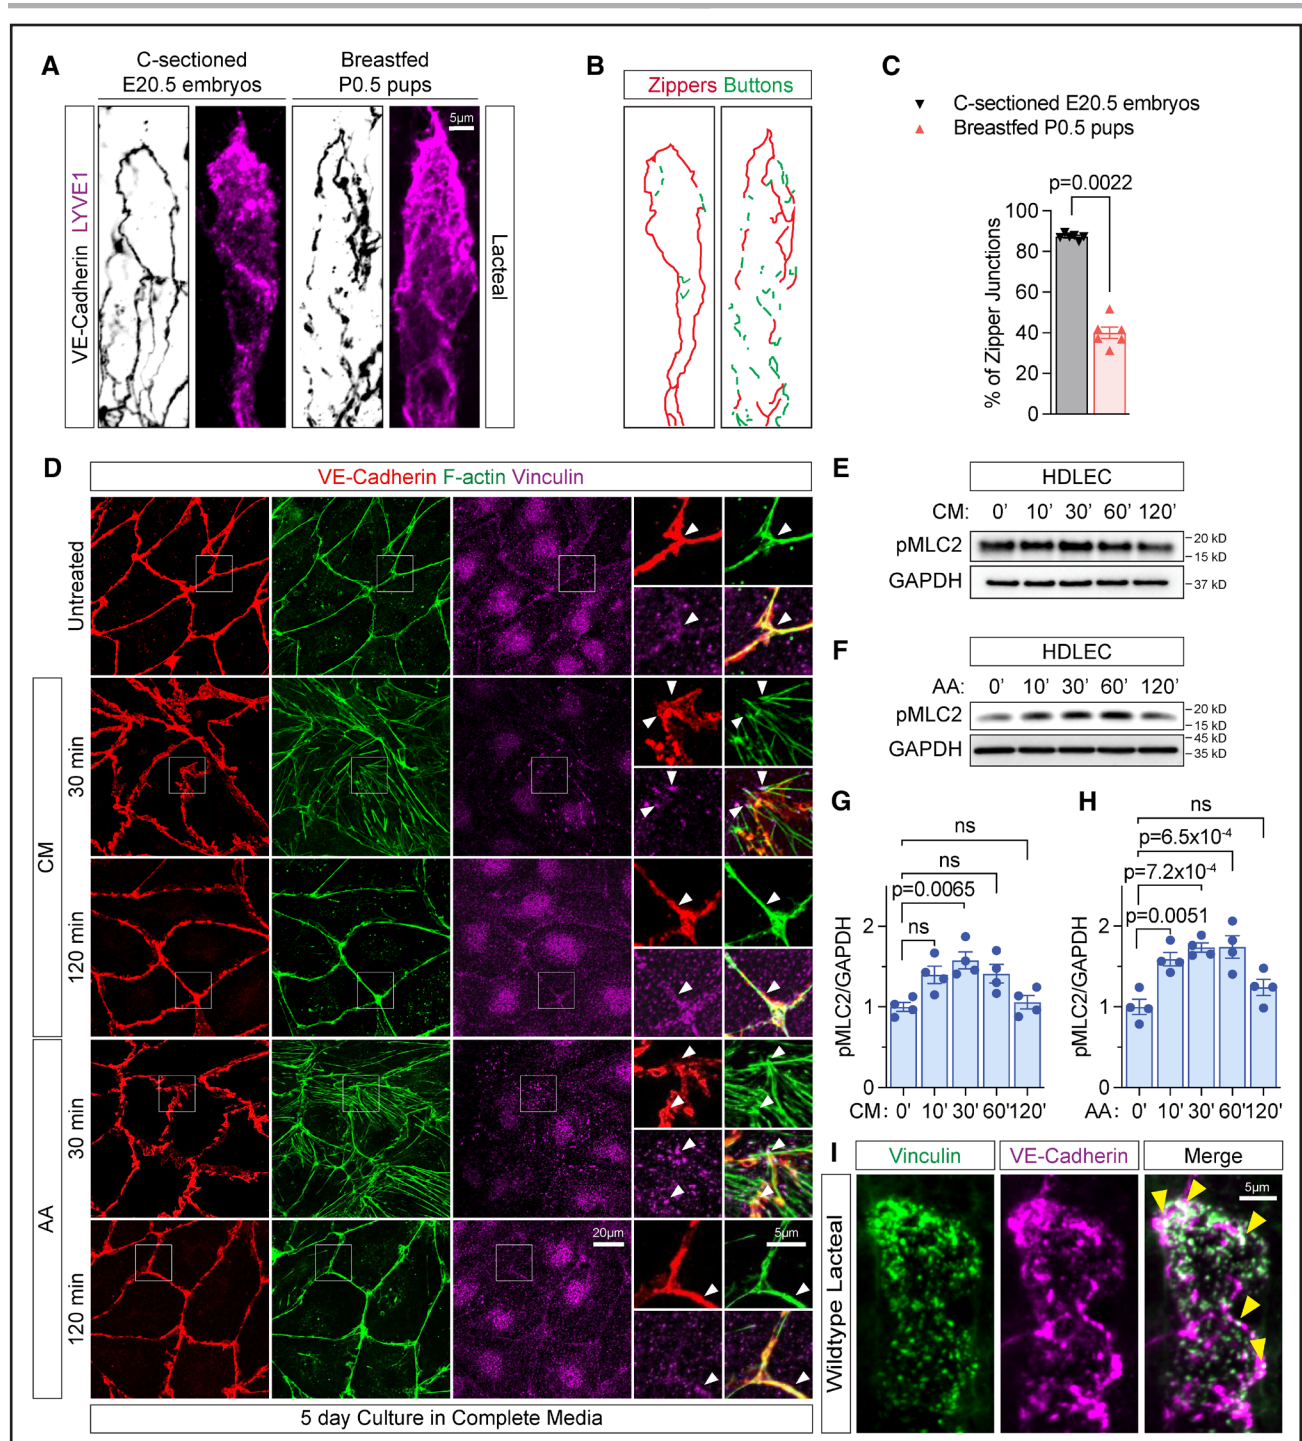 A
C-sectioned
E20.5 embryos
Breastfed
P0.5 pups
VE-Cadherin LYVE1
5µm
Lacteal
B
Zippers Buttons
C
C-sectioned E20.5 embryos
Breastfed P0.5 pups
p=0.0022
% of Zipper Junctions
100
80
60
40
20
0
D
VE-Cadherin F-actin Vinculin
Untreated
CM
30 min
120 min
AA
30 min
120 min
20µm
5µm
5 day Culture in Complete Media
E
HDLEC
CM: 0' 10' 30' 60' 120'
pMLC2
20 kD
15 kD
GAPDH
37 kD
F
HDLEC
AA: 0' 10' 30' 60' 120'
pMLC2
20 kD
15 kD
GAPDH
45 kD
35 kD
G
ns
ns
p=0.0065
ns
pMLC2/GAPDH
2
1
0
CM: 0' 10' 30' 60' 120'
H
ns
p=6.5x10⁻⁴
p=7.2x10⁻⁴
p=0.0051
pMLC2/GAPDH
2
1
0
AA: 0' 10' 30' 60' 120'
I
Vinculin
VE-Cadherin
Merge
5µm
Wildtype Lacteal